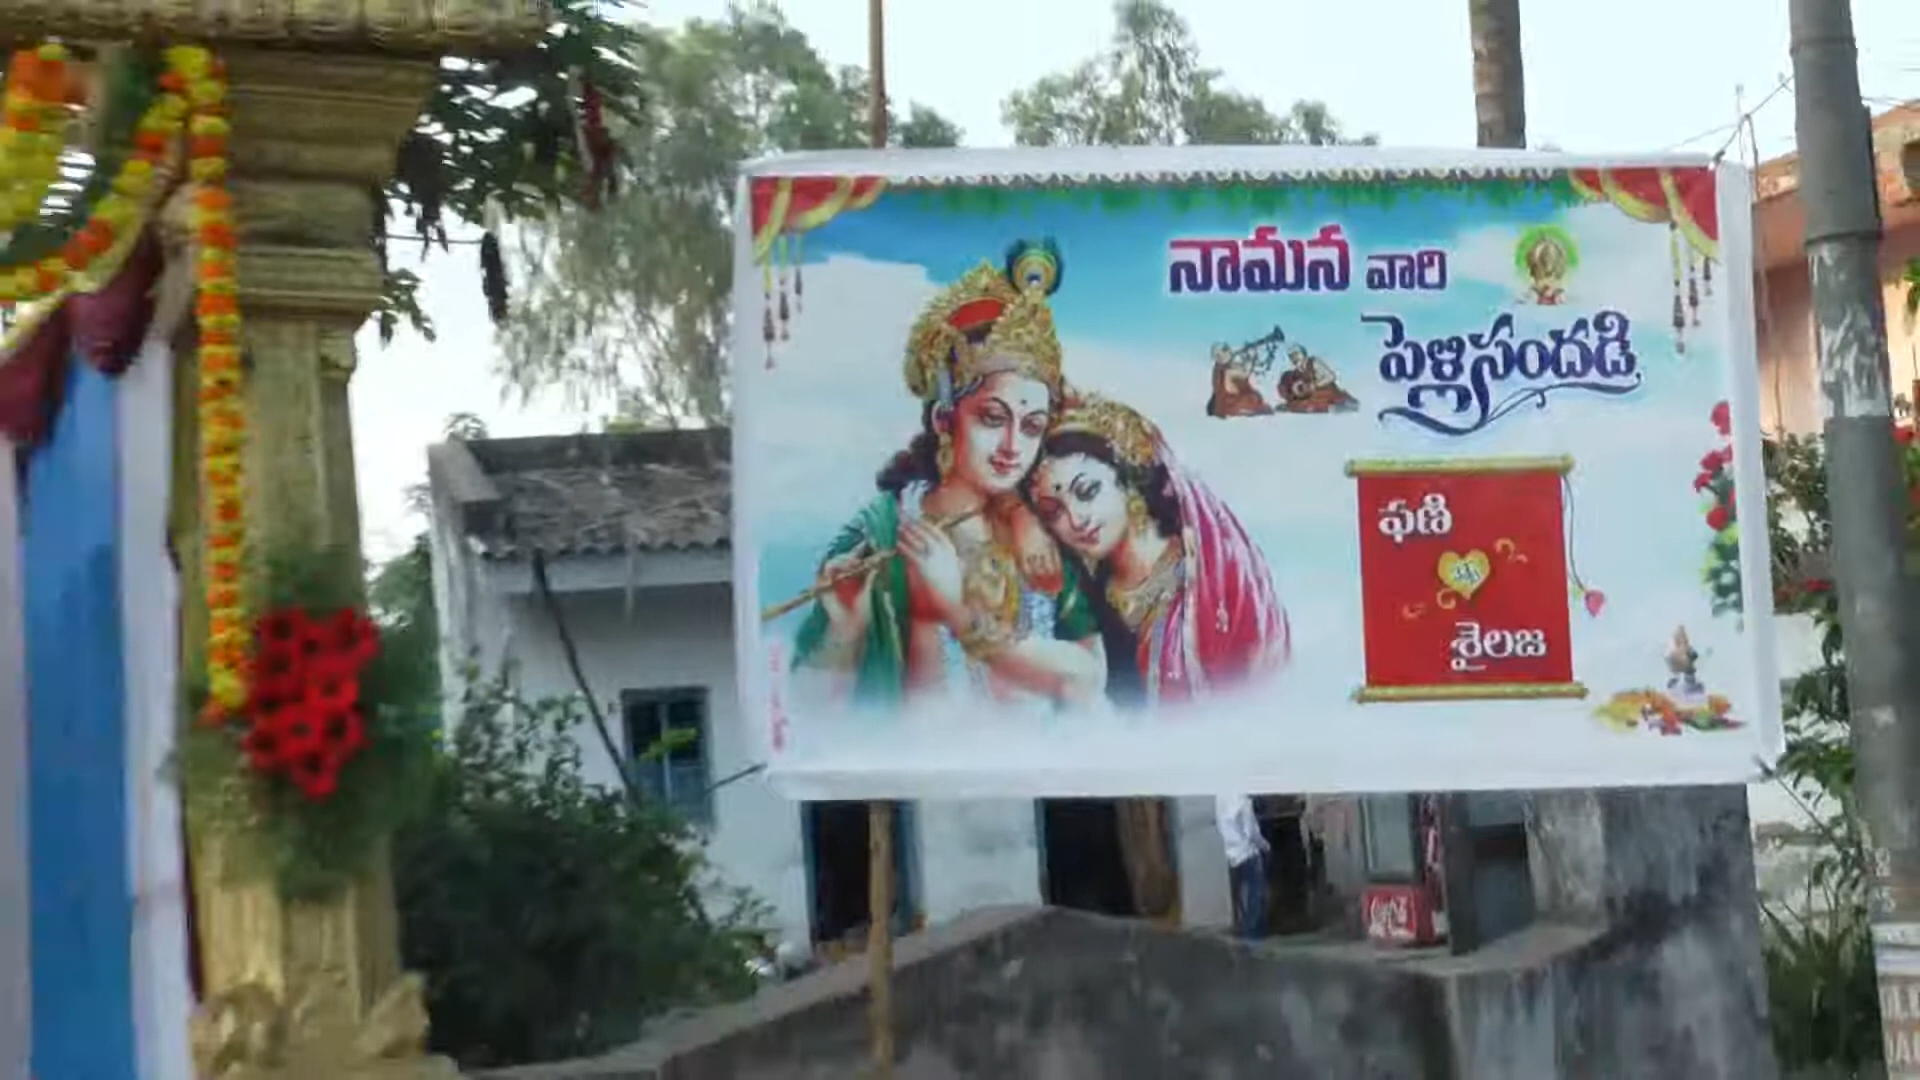 నామన వారి
పెళ్లిసందడి
ఫణి
శైలజ